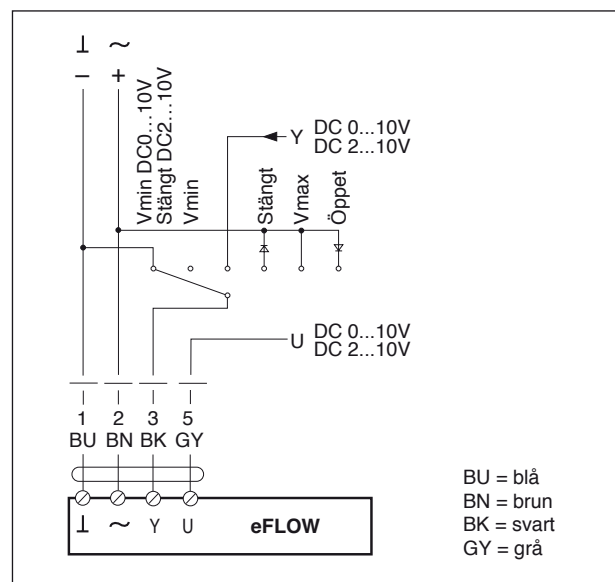 ⊥ ~
− +
Vmin DC0...10V
Stängt DC2...10V
Vmin
Y DC 0...10V
DC 2...10V
Stängt
Vmax
Öppet
U DC 0...10V
DC 2...10V
1 2 3 5
BU BN BK GY
⊥ ~ Y U eFLOW
BU = blå
BN = brun
BK = svart
GY = grå